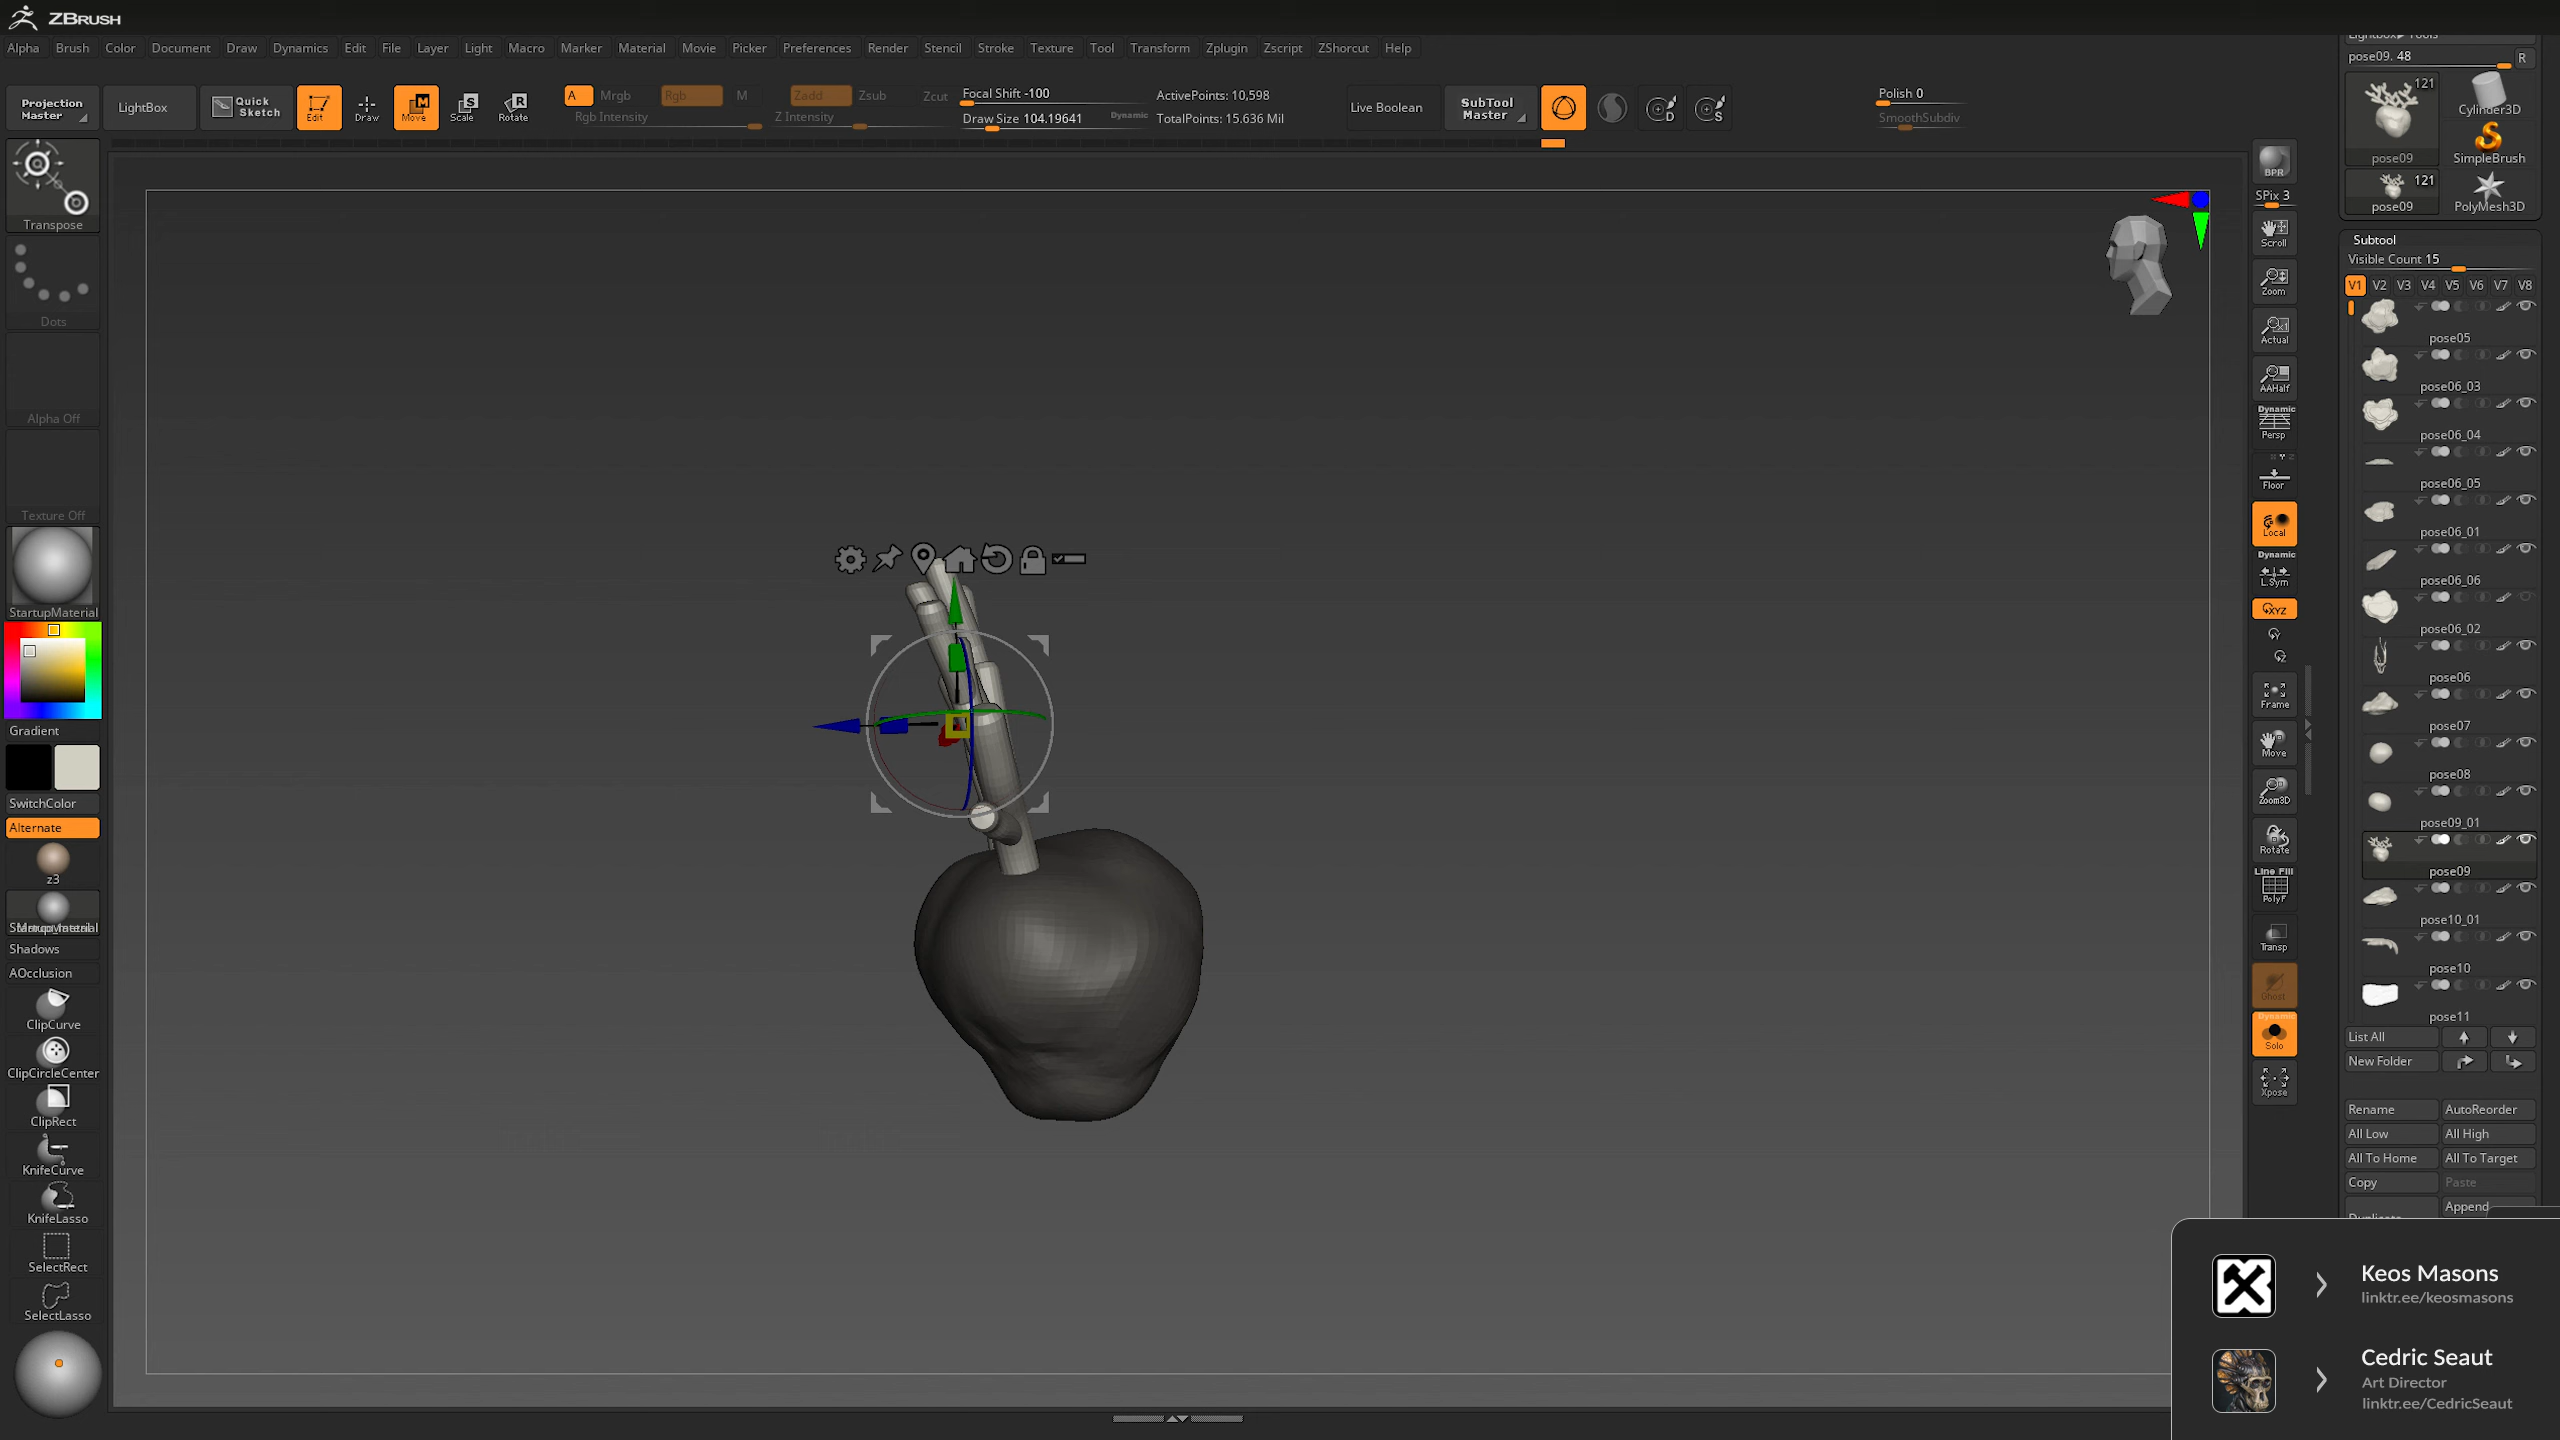 ZBRUSH
Alpha Brush Color Document Draw Dynamics Edit File Layer Light Macro Marker Material Movie Picker Preferences Render Stencil Stroke Texture Tool Transform Zplugin Zscript ZShorcut Help
Projection Master
LightBox
Quick Sketch
Edit
Draw
Move
Scale
Rotate
A Mrgb Rgb M
Rgb Intensity
Zadd Zsub Zcut
Z Intensity
Focal Shift -100
Draw Size 104.19641
Dynamic
ActivePoints: 10,598
TotalPoints: 15.636 Mil
Live Boolean
SubTool Master
D
S
Polish 0
SmoothSubdiv
Transpose
Dots
Alpha Off
Texture Off
StartupMaterial
Gradient
SwitchColor
Alternate
z3
Shadows
AOcclusion
ClipCurve
ClipCircleCenter
ClipRect
KnifeCurve
KnifeLasso
SelectRect
SelectLasso
BPR
SPix 3
Scroll
Zoom
Actual
AAHalf
Dynamic
Persp
Floor
Local
Dynamic
L.Sym
XYZ
Y
Z
Frame
Move
Zoom3D
Rotate
Line Fill
PolyF
Transp
Ghost
Dynamic
Solo
Xpose
pose09. 48 R
121
pose09
Cylinder3D
SimpleBrush
121
pose09
PolyMesh3D
Subtool
Visible Count 15
V1 V2 V3 V4 V5 V6 V7 V8
pose05
pose06_03
pose06_04
pose06_05
pose06_01
pose06_06
pose06_02
pose06
pose07
pose08
pose09_01
pose09
pose10_01
pose10
pose11
List All
New Folder
Rename AutoReorder
All Low All High
All To Home All To Target
Copy Paste
Append
Keos Masons
linktr.ee/keosmasons
Cedric Seaut
Art Director
linktr.ee/CedricSeaut